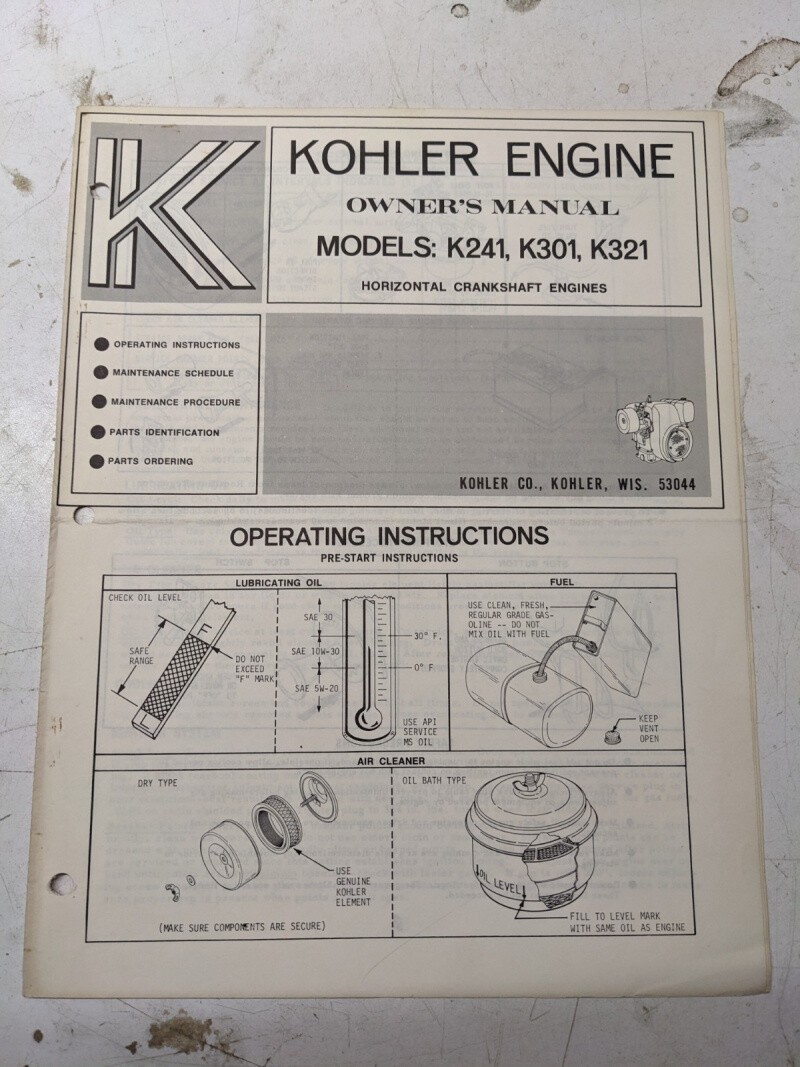 K
KOHLER ENGINE
OWNER'S MANUAL
MODELS: K241, K301, K321
HORIZONTAL CRANKSHAFT ENGINES
OPERATING INSTRUCTIONS
MAINTENANCE SCHEDULE
MAINTENANCE PROCEDURE
PARTS IDENTIFICATION
PARTS ORDERING
KOHLER CO., KOHLER, WIS. 53044
OPERATING INSTRUCTIONS
PRE-START INSTRUCTIONS
LUBRICATING OIL
CHECK OIL LEVEL
F
SAFE
RANGE
DO NOT
EXCEED
"F" MARK
L
SAE 30
30° F.
SAE 10W-30
0° F
SAE 5W-20
USE API
SERVICE
MS OIL
FUEL
USE CLEAN, FRESH,
REGULAR GRADE GAS-
OLINE -- DO NOT
MIX OIL WITH FUEL
KEEP
VENT
OPEN
AIR CLEANER
DRY TYPE
USE
GENUINE
KOHLER
ELEMENT
(MAKE SURE COMPONENTS ARE SECURE)
OIL BATH TYPE
OIL LEVEL
FILL TO LEVEL MARK
WITH SAME OIL AS ENGINE